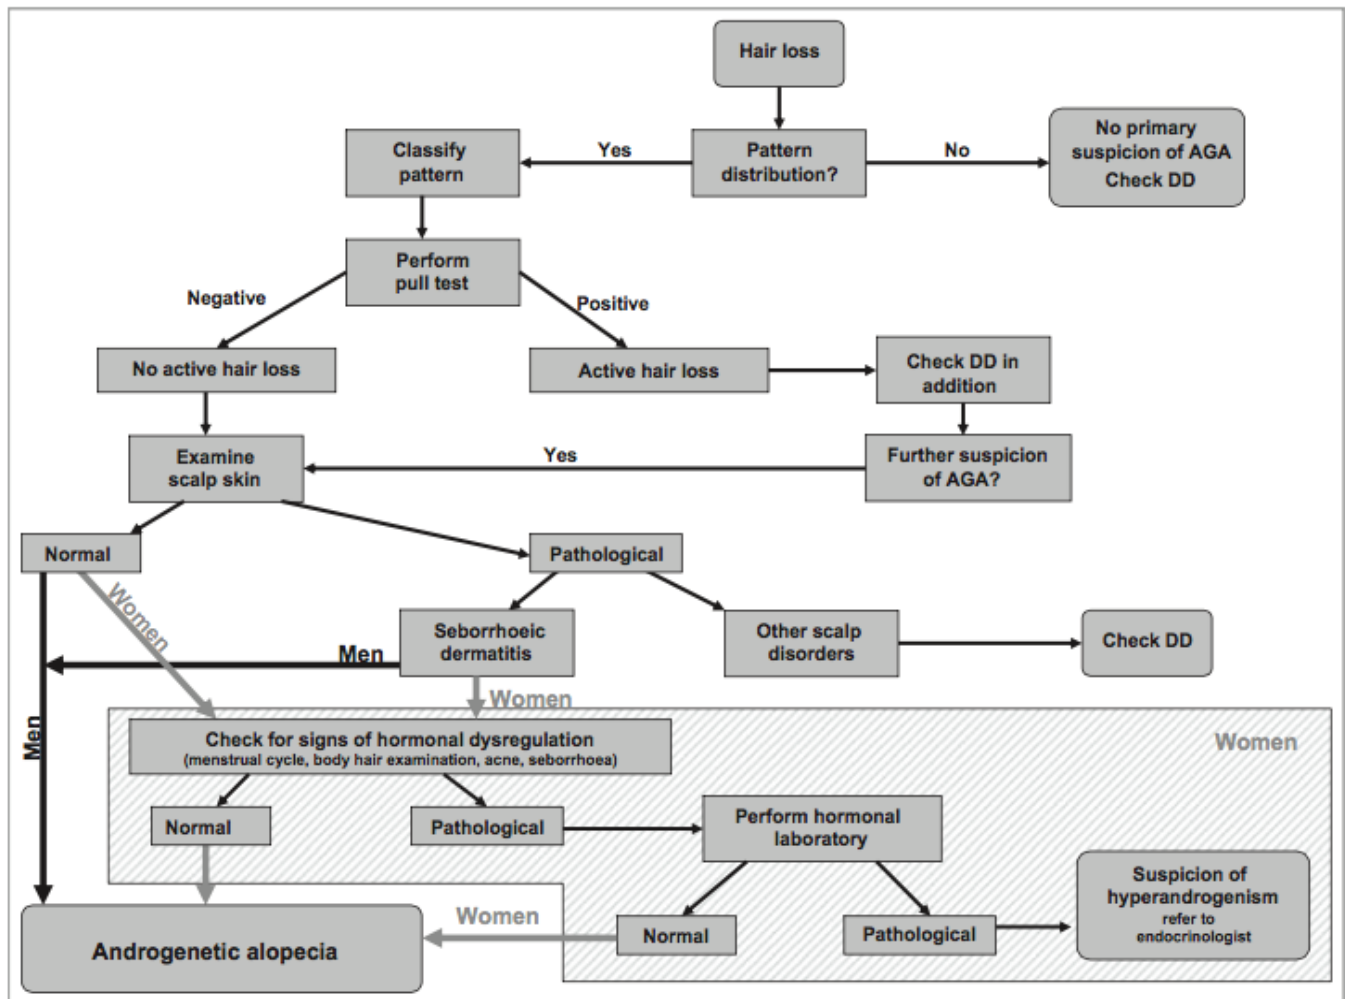 Hair loss
Pattern
distribution?
Yes
No
Classify
pattern
No primary
suspicion of AGA
Check DD
Perform
pull test
Negative
Positive
No active hair loss
Active hair loss
Check DD in
addition
Examine
scalp skin
Yes
Further suspicion
of AGA?
Normal
Pathological
Women
Seborrhoeic
dermatitis
Other scalp
disorders
Check DD
Men
Women
Men
Women
Check for signs of hormonal dysregulation
(menstrual cycle, body hair examination, acne, seborrhoea)
Normal
Pathological
Perform hormonal
laboratory
Suspicion of
hyperandrogenism
refer to
endocrinologist
Women
Normal
Pathological
Androgenetic alopecia